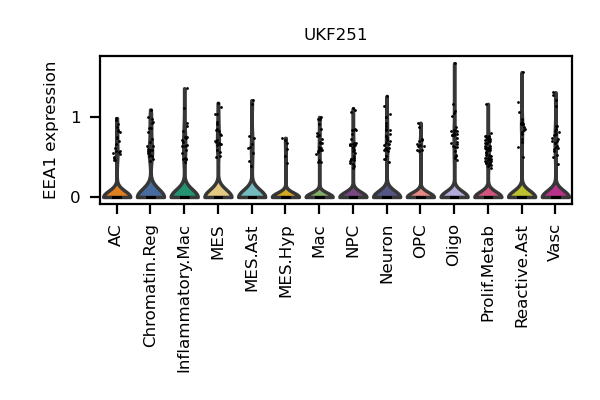 UKF251
EEA1 expression
1
0
AC
Chromatin.Reg
Inflammatory.Mac
MES
MES.Ast
MES.Hyp
Mac
NPC
Neuron
OPC
Oligo
Prolif.Metab
Reactive.Ast
Vasc